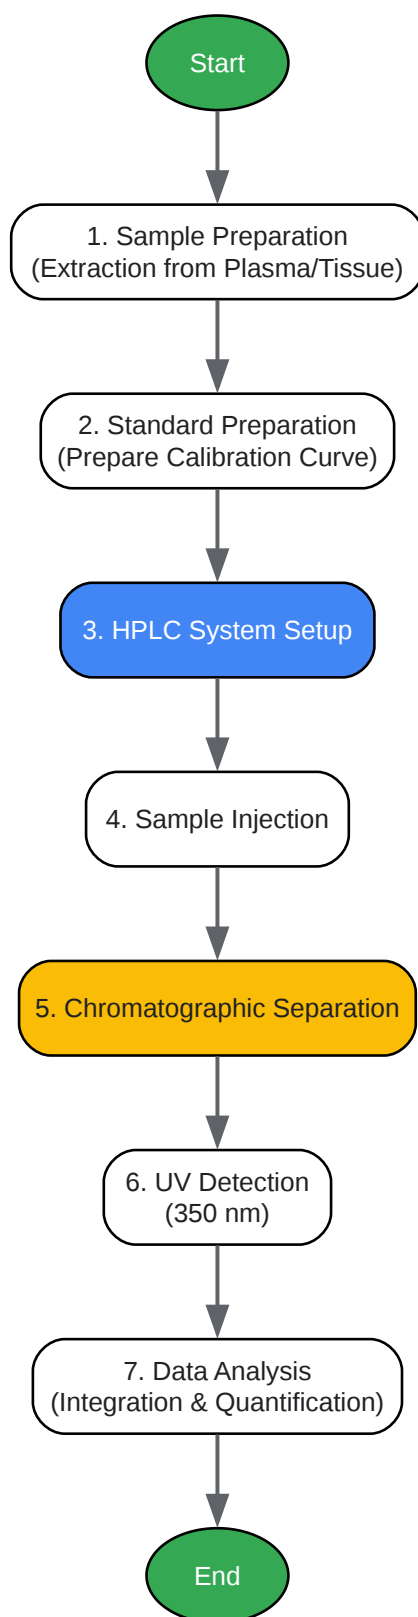 Start
1. Sample Preparation
(Extraction from Plasma/Tissue)
2. Standard Preparation
(Prepare Calibration Curve)
3. HPLC System Setup
4. Sample Injection
5. Chromatographic Separation
6. UV Detection
(350 nm)
7. Data Analysis
(Integration & Quantification)
End